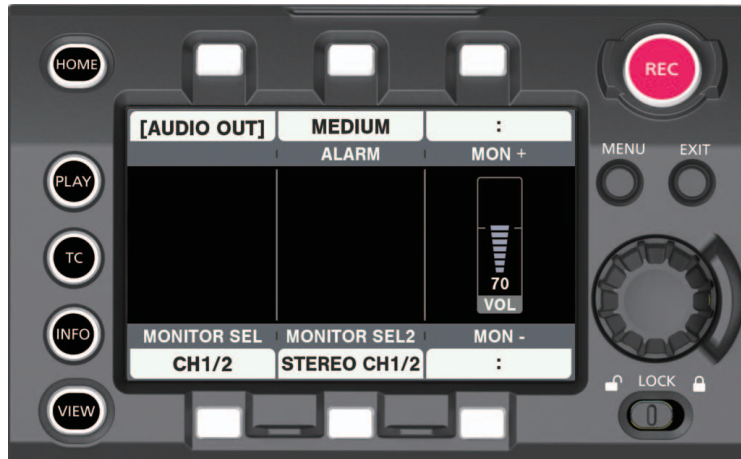 HOME
REC
[AUDIO OUT] MEDIUM :
ALARM MON +
MENU EXIT
PLAY
TC
70
VOL
INFO
MONITOR SEL MONITOR SEL2 MON -
CH1/2 STEREO CH1/2 :
LOCK
VIEW
0